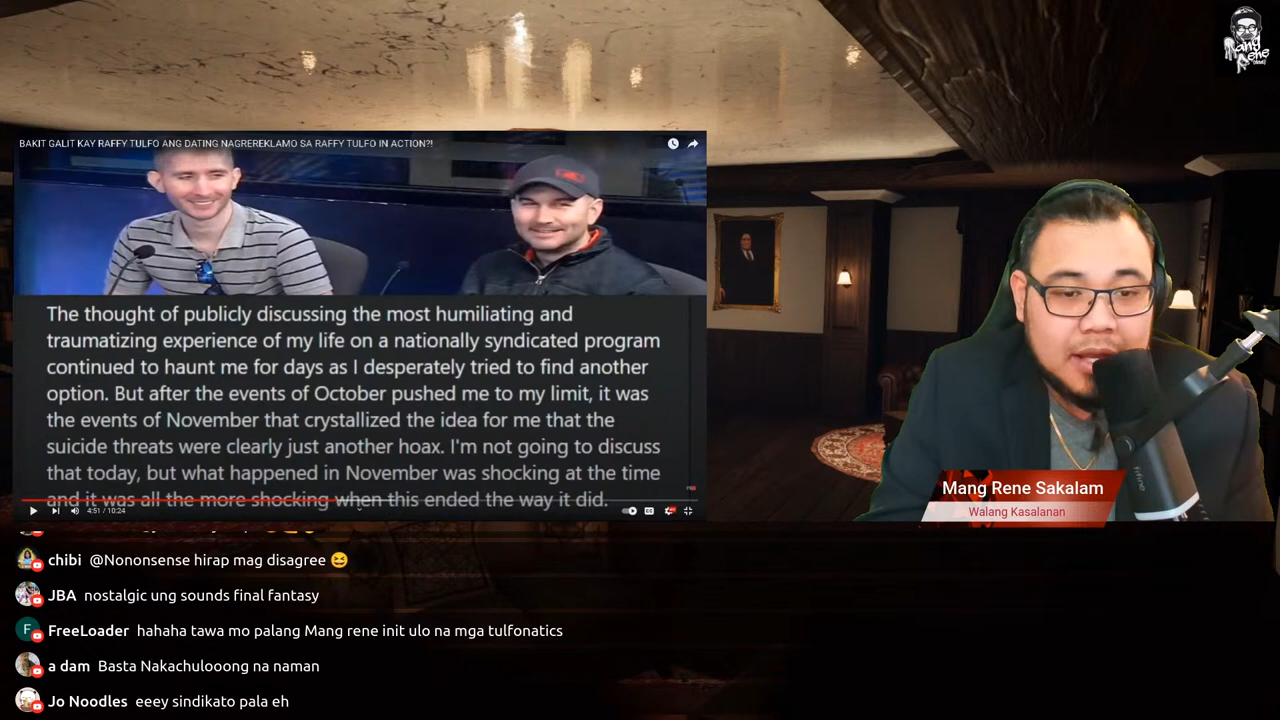 Mang
Rene
BAKIT GALIT KAY RAFFY TULFO ANG DATING NAGREREKLAMO SA RAFFY TULFO IN ACTION?!
The thought of publicly discussing the most humiliating and
traumatizing experience of my life on a nationally syndicated program
continued to haunt me for days as I desperately tried to find another
option. But after the events of October pushed me to my limit, it was
the events of November that crystallized the idea for me that the
suicide threats were clearly just another hoax. I'm not going to discuss
that today, but what happened in November was shocking at the time
and it was all the more shocking when this ended the way it did.
4:51 / 10:24
Mang Rene Sakalam
Walang Kasalanan
fifine
chibi @Nononsense hirap mag disagree 😆
JBA nostalgic ung sounds final fantasy
F FreeLoader hahaha tawa mo palang Mang rene init ulo na mga tulfonatics
a dam Basta Nakachulooong na naman
Jo Noodles eeey sindikato pala eh